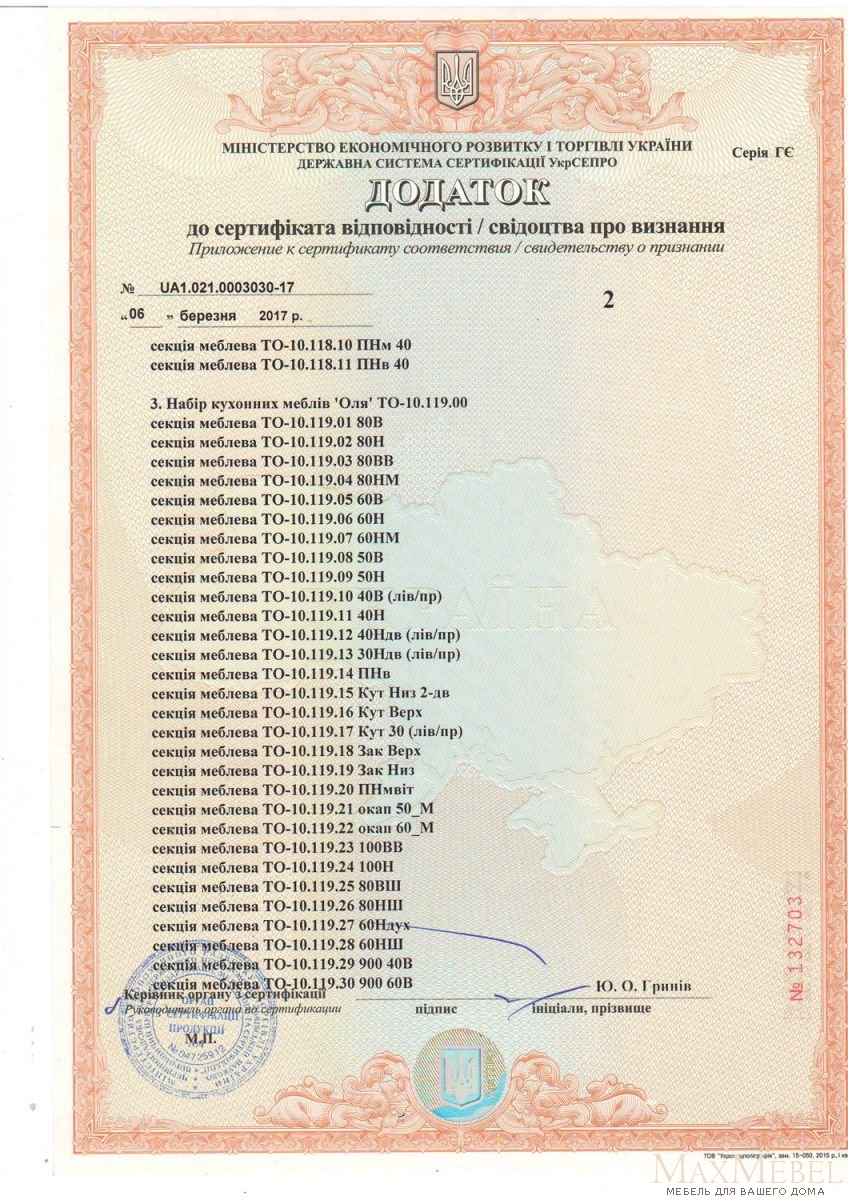 МІНІСТЕРСТВО ЕКОНОМІЧНОГО РОЗВИТКУ І ТОРГІВЛІ УКРАЇНИ
Серія ГЄ
ДЕРЖАВНА СИСТЕМА СЕРТИФІКАЦІЇ УкрСЕПРО
ДОДАТОК
до сертифіката відповідності / свідоцтва про визнання
Приложение к сертификату соответствия / свидетельству о признании
№ UA1.021.0003030-17
2
„06 „ березня 2017 р.
секція меблева ТО-10.118.10 ПНм 40
секція меблева ТО-10.118.11 ПНв 40
3. Набір кухонних меблів 'Оля' ТО-10.119.00
секція меблева ТО-10.119.01 80В
секція меблева ТО-10.119.02 80Н
секція меблева ТО-10.119.03 80ВВ
секція меблева ТО-10.119.04 80НМ
секція меблева ТО-10.119.05 60В
секція меблева ТО-10.119.06 60Н
секція меблева ТО-10.119.07 60НМ
секція меблева ТО-10.119.08 50В
секція меблева ТО-10.119.09 50Н
секція меблева ТО-10.119.10 40В (лів/пр)
секція меблева ТО-10.119.11 40Н
секція меблева ТО-10.119.12 40Ндв (лів/пр)
секція меблева ТО-10.119.13 30Ндв (лів/пр)
секція меблева ТО-10.119.14 ПНв
секція меблева ТО-10.119.15 Кут Низ 2-дв
секція меблева ТО-10.119.16 Кут Верх
секція меблева ТО-10.119.17 Кут 30 (лів/пр)
секція меблева ТО-10.119.18 Зак Верх
секція меблева ТО-10.119.19 Зак Низ
секція меблева ТО-10.119.20 ПНмвіт
секція меблева ТО-10.119.21 окап 50_М
секція меблева ТО-10.119.22 окап 60_М
секція меблева ТО-10.119.23 100ВВ
секція меблева ТО-10.119.24 100Н
секція меблева ТО-10.119.25 80ВШ
секція меблева ТО-10.119.26 80НШ
секція меблева ТО-10.119.27 60Ндух
секція меблева ТО-10.119.28 60НШ
секція меблева ТО-10.119.29 900 40В
секція меблева ТО-10.119.30 900 60В
Керівник органу з сертифікації
Ю. О. Гринів
Руководитель органа по сертификации
підпис
ініціали, прізвище
ОРГАН
СЕРТИФІКАЦІЇ
ПРОДУКЦІЇ
М.П.
№04725912
№ 132703
MAXMEBEL
МЕБЕЛЬ ДЛЯ ВАШЕГО ДОМА